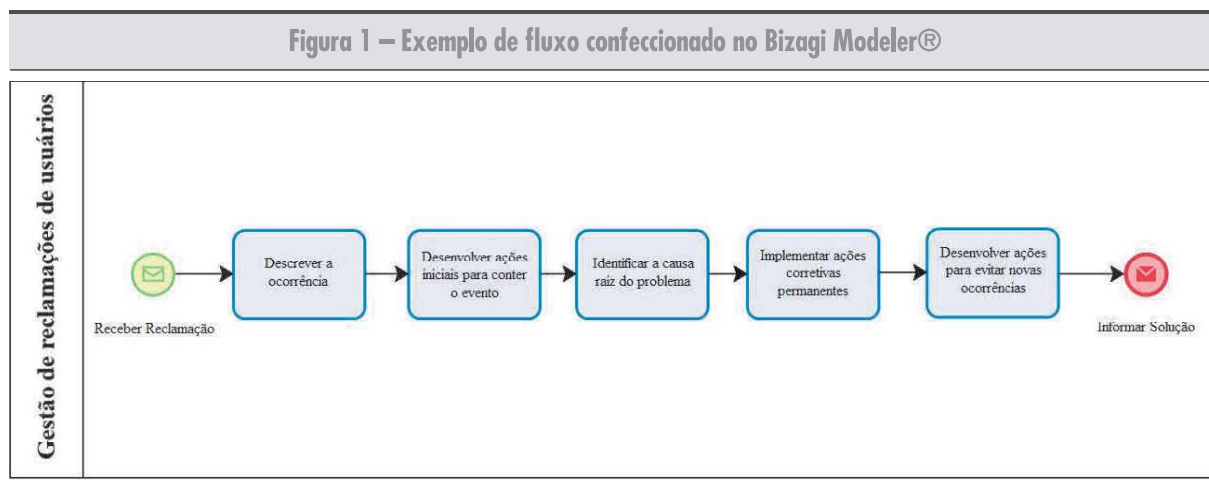 Figura 1 – Exemplo de fluxo confeccionado no Bizagi Modeler®
Gestão de reclamações de usuários
Receber Reclamação
Descrever a
ocorrência
Desenvolver ações
iniciais para conter
o evento
Identificar a causa
raiz do problema
Implementar ações
corretivas
permanentes
Desenvolver ações
para evitar novas
ocorrências
Informar Solução